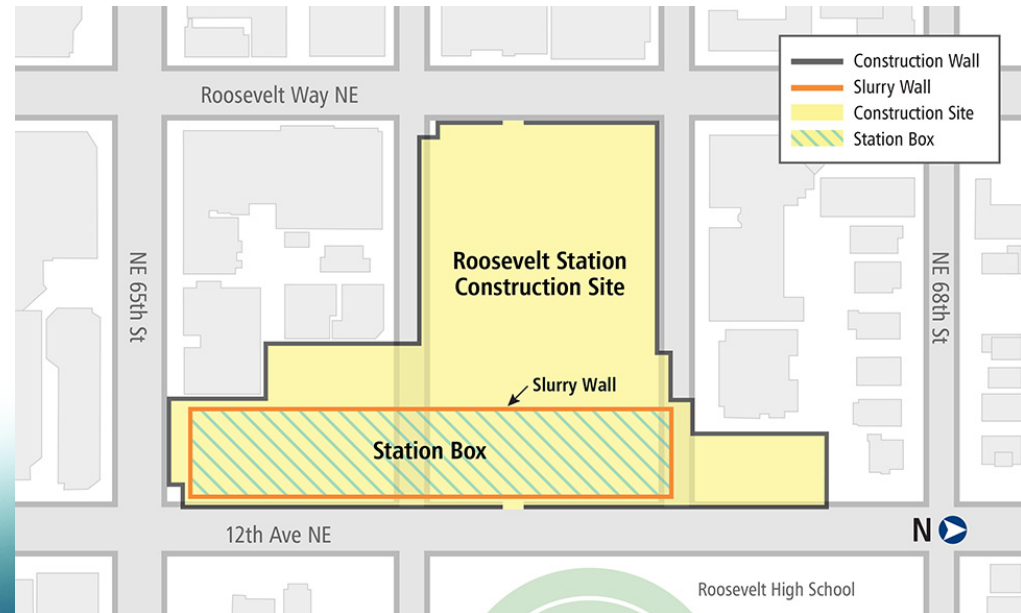 Construction Wall
Slurry Wall
Construction Site
Station Box
Roosevelt Way NE
NE 65th St
Roosevelt Station
Construction Site
NE 68th St
Slurry Wall
Station Box
12th Ave NE
N
Roosevelt High School